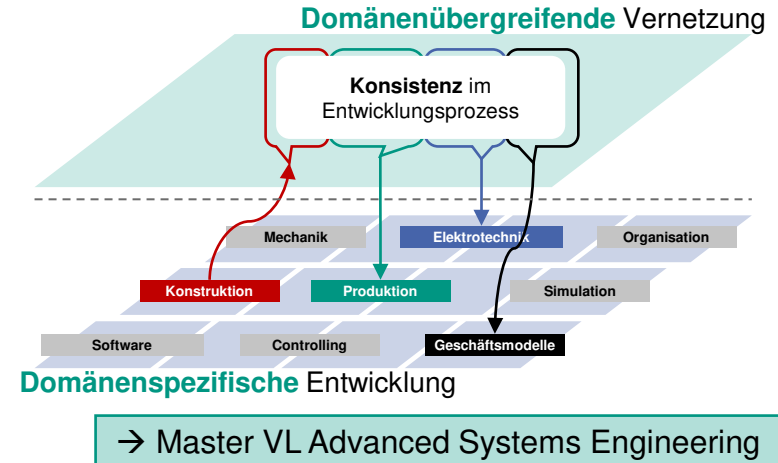 Domänenübergreifende Vernetzung
Konsistenz im
Entwicklungsprozess
Mechanik
Elektrotechnik
Organisation
Konstruktion
Produktion
Simulation
Software
Controlling
Geschäftsmodelle
Domänenspezifische Entwicklung
→ Master VL Advanced Systems Engineering